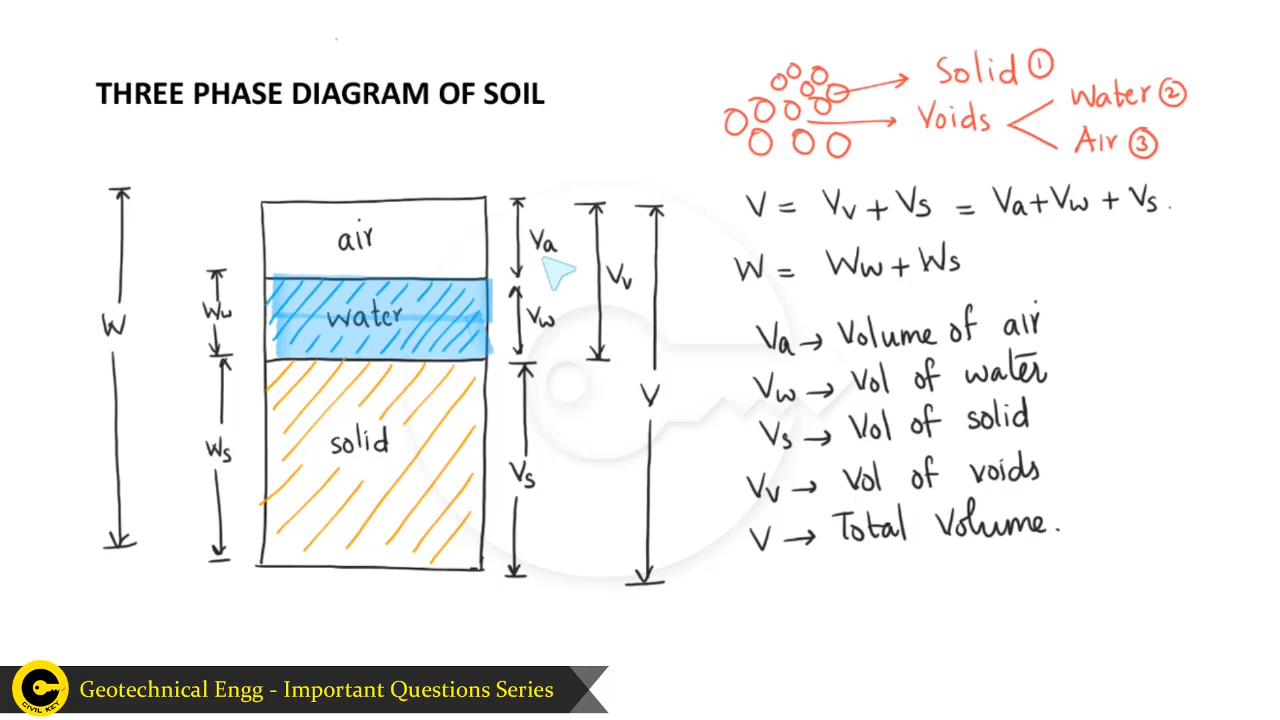 THREE PHASE DIAGRAM OF SOIL
Solid ①
Voids
Water ②
Air ③
W
Ww
Ws
air
water
solid
Va
Vw
Vs
Vv
V
V = Vv + Vs = Va + Vw + Vs.
W = Ww + Ws
Va → Volume of air
Vw → Vol of water
Vs → Vol of solid
Vv → Vol of voids
V → Total Volume.
CIVIL KEY
Geotechnical Engg - Important Questions Series